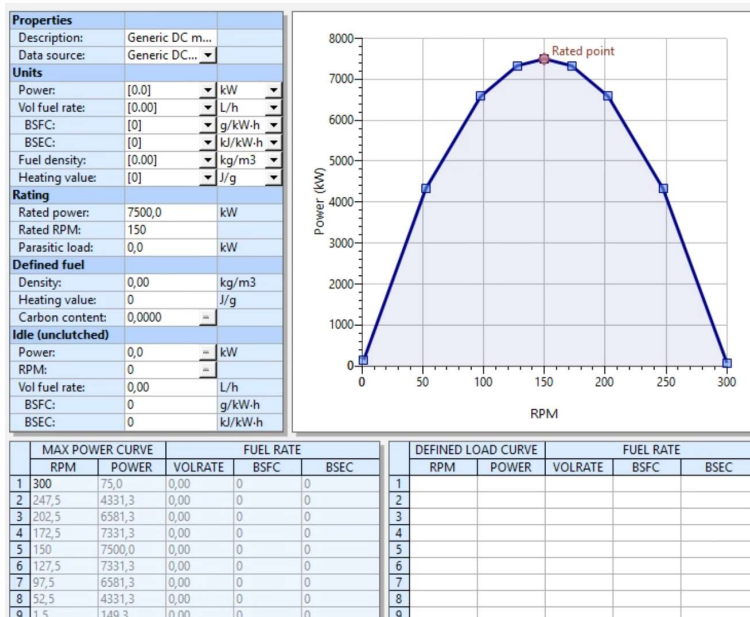 Properties
Description: Generic DC m...
Data source: Generic DC...
Units
Power: [0.0] kW
Vol fuel rate: [0.00] L/h
BSFC: [0] g/kW·h
BSEC: [0] kJ/kW·h
Fuel density: [0.00] kg/m3
Heating value: [0] J/g
Rating
Rated power: 7500,0 kW
Rated RPM: 150
Parasitic load: 0,0 kW
Defined fuel
Density: 0,00 kg/m3
Heating value: 0 J/g
Carbon content: 0,0000 =
Idle (unclutched)
Power: 0,0 = kW
RPM: 0 =
Vol fuel rate: 0,00 L/h
BSFC: 0 g/kW·h
BSEC: 0 kJ/kW·h
Power (kW)
8000
7000
6000
5000
4000
3000
2000
1000
0
Rated point
0 50 100 150 200 250 300
RPM
MAX POWER CURVE FUEL RATE
RPM POWER VOLRATE BSFC BSEC
1 300 75,0 0,00 0 0
2 247,5 4331,3 0,00 0 0
3 202,5 6581,3 0,00 0 0
4 172,5 7331,3 0,00 0 0
5 150 7500,0 0,00 0 0
6 127,5 7331,3 0,00 0 0
7 97,5 6581,3 0,00 0 0
8 52,5 4331,3 0,00 0 0
9 1,5 149,3 0,00 0 0
DEFINED LOAD CURVE FUEL RATE
RPM POWER VOLRATE BSFC BSEC
1
2
3
4
5
6
7
8
9